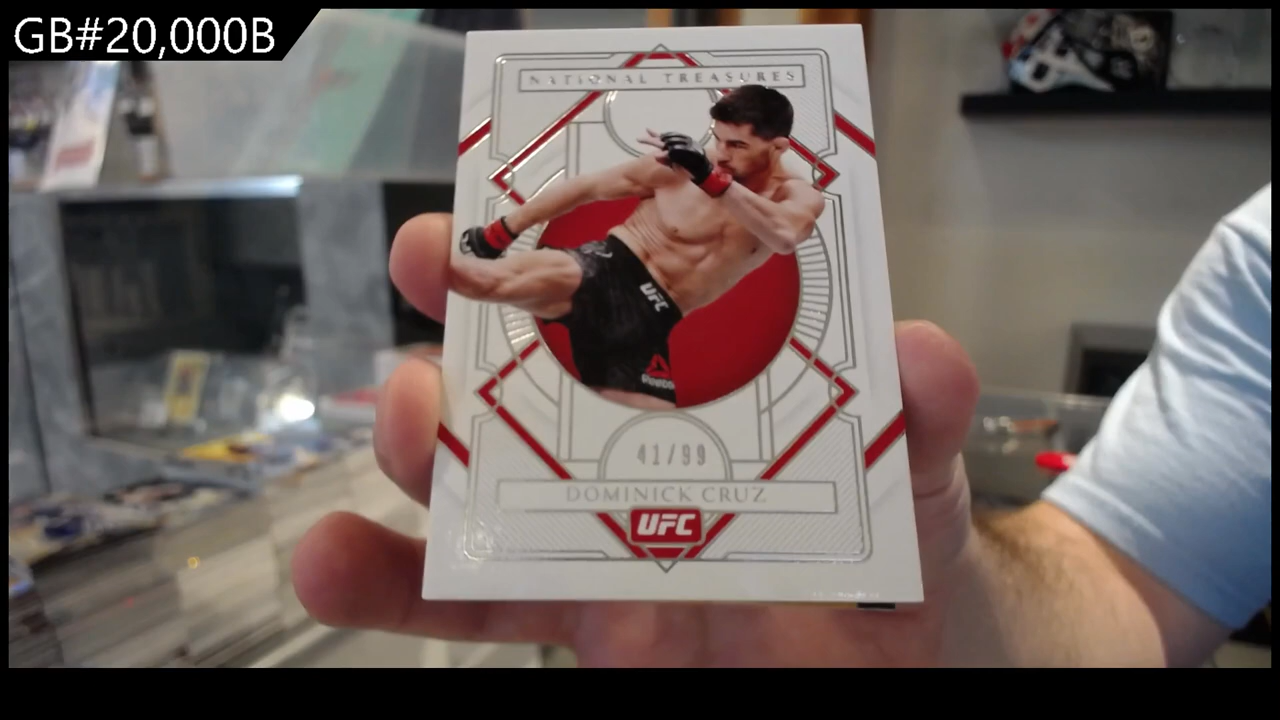 GB#20,000B
NATIONAL TREASURES
UFC
41/99
DOMINICK CRUZ
UFC